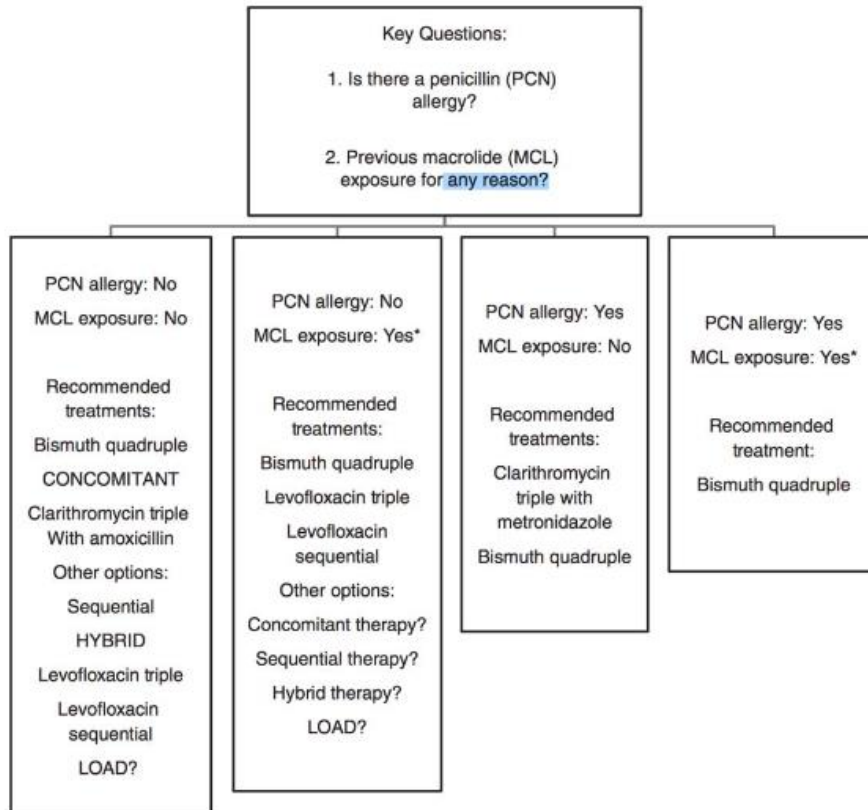 Key Questions:
1. Is there a penicillin (PCN)
allergy?
2. Previous macrolide (MCL)
exposure for any reason?
PCN allergy: No
MCL exposure: No
Recommended
treatments:
Bismuth quadruple
CONCOMITANT
Clarithromycin triple
With amoxicillin
Other options:
Sequential
HYBRID
Levofloxacin triple
Levofloxacin
sequential
LOAD?
PCN allergy: No
MCL exposure: Yes*
Recommended
treatments:
Bismuth quadruple
Levofloxacin triple
Levofloxacin
sequential
Other options:
Concomitant therapy?
Sequential therapy?
Hybrid therapy?
LOAD?
PCN allergy: Yes
MCL exposure: No
Recommended
treatments:
Clarithromycin
triple with
metronidazole
Bismuth quadruple
PCN allergy: Yes
MCL exposure: Yes*
Recommended
treatment:
Bismuth quadruple